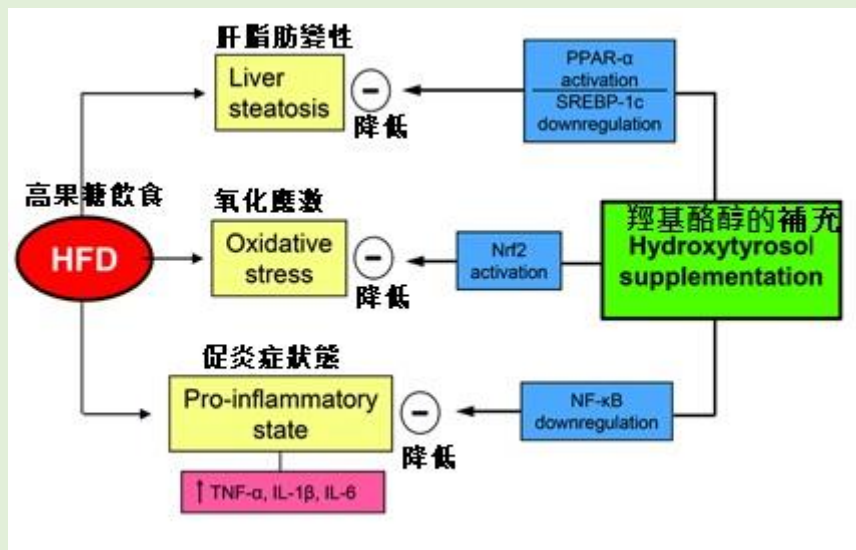 肝脂肪變性
Liver
steatosis
降低
PPAR-α
activation
SREBP-1c
downregulation
高果糖飲食
HFD
氧化應激
Oxidative
stress
降低
Nrf2
activation
羥基酪醇的補充
Hydroxytyrosol
supplementation
促炎症狀態
Pro-inflammatory
state
降低
NF-κB
downregulation
↑ TNF-α, IL-1β, IL-6